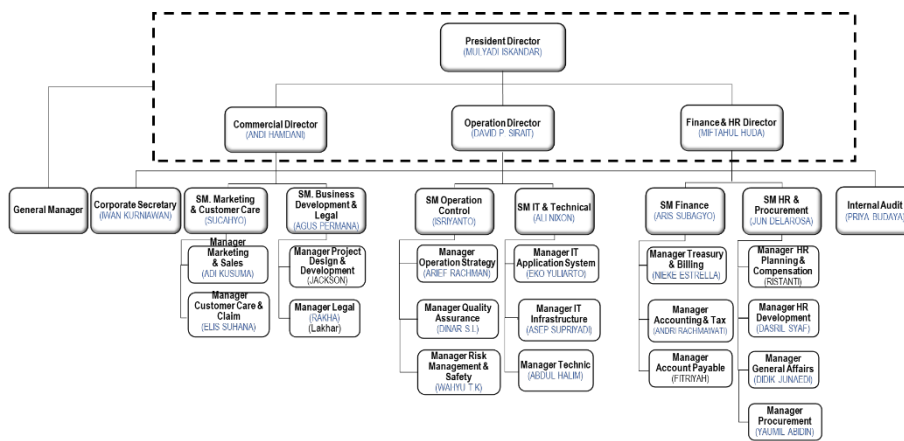 President Director
(MULYADI ISKANDAR)
Commercial Director
(ANDI HAMDANI)
Operation Director
(DAVID P. SIRAIT)
Finance & HR Director
(MIFTAHUL HUDA)
General Manager
Corporate Secretary
(IWAN KURNIAWAN)
SM. Marketing
& Customer Care
(SUCAHYO)
SM. Business
Development &
Legal
(AGUS PERMANA)
SM Operation
Control
(ISRIYANTO)
SM IT & Technical
(ALI NIXON)
SM Finance
(ARIS SUBAGYO)
SM HR &
Procurement
(JUN DELAROSA)
Internal Audit
(PRIYA BUDAYA)
Manager
Marketing
& Sales
(ADI KUSUMA)
Manager
Customer Care &
Claim
(ELIS SUHANA)
Manager Project
Design &
Development
(JACKSON)
Manager Legal
(RAKHA)
(Lakhar)
Manager
Operation Strategy
(ARIEF RACHMAN)
Manager Quality
Assurance
(DINAR S.I.)
Manager Risk
Management &
Safety
(WAHYU T.K)
Manager IT
Application System
(EKO YULIARTO)
Manager IT
Infrastructure
(ASEP SUPRIYADI)
Manager Technic
(ABDUL HALIM)
Manager Treasury
& Billing
(NIEKE ESTRELLA)
Manager
Accounting & Tax
(ANDRI RACHMAWATI)
Manager
Account Payable
(FITRIYAH)
Manager HR
Planning &
Compensation
(RISTANTI)
Manager HR
Development
(DASRIL SYAF)
Manager
General Affairs
(DIDIK JUNAEDI)
Manager
Procurement
(YAUMIL ABIDIN)